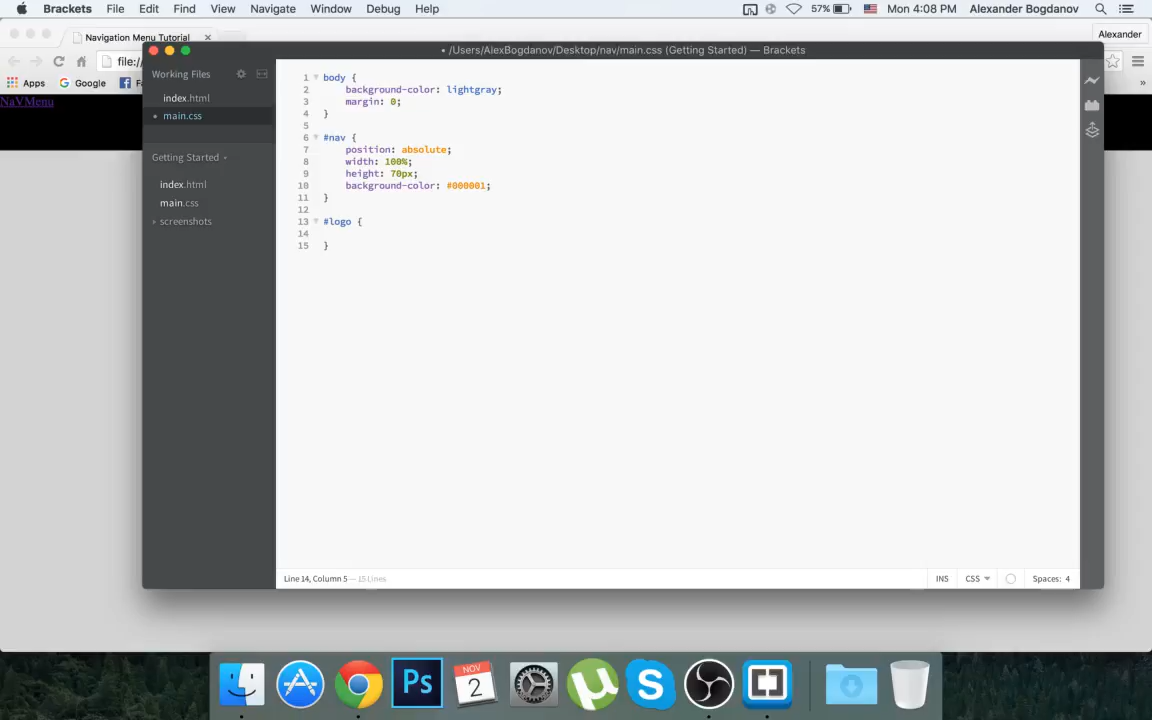 Brackets File Edit Find View Navigate Window Debug Help 57% Mon 4:08 PM Alexander Bogdanov
Navigation Menu Tutorial Alexander
• /Users/AlexBogdanov/Desktop/nav/main.css (Getting Started) — Brackets
file:/
Apps Google »
NaVMenu
Working Files
index.html
main.css
Getting Started
index.html
main.css
screenshots
1 body {
2 background-color: lightgray;
3 margin: 0;
4 }
5
6 #nav {
7 position: absolute;
8 width: 100%;
9 height: 70px;
10 background-color: #000001;
11 }
12
13 #logo {
14
15 }
Line 14, Column 5 — 15 Lines INS CSS Spaces: 4
Ps NOV 2 µ S